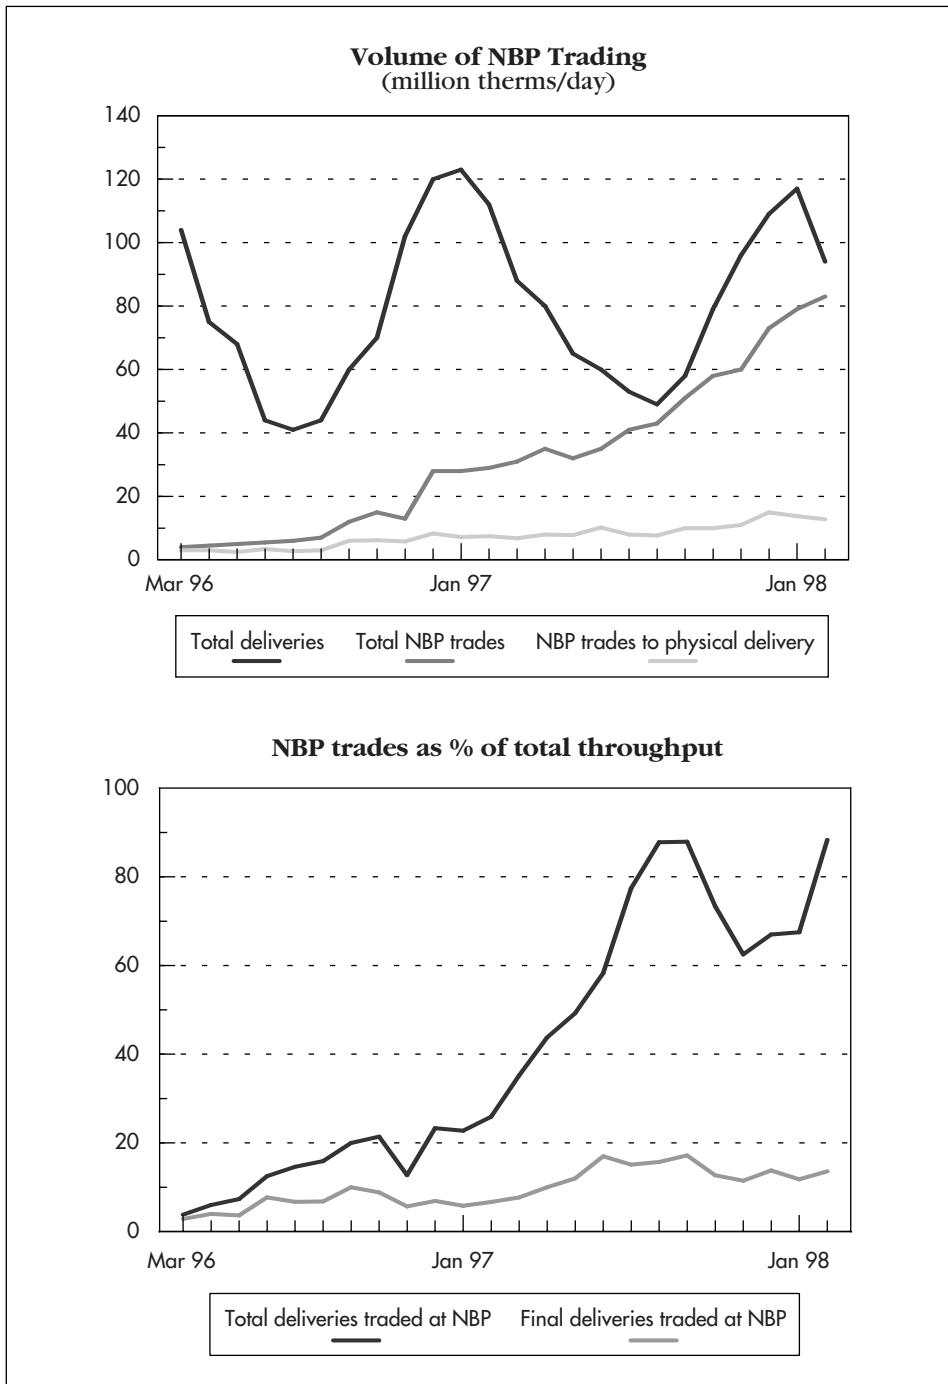 Volume of NBP Trading
(million therms/day)
140
120
100
80
60
40
20
0
Mar 96 Jan 97 Jan 98
Total deliveries Total NBP trades NBP trades to physical delivery
NBP trades as % of total throughput
100
80
60
40
20
0
Mar 96 Jan 97 Jan 98
Total deliveries traded at NBP Final deliveries traded at NBP